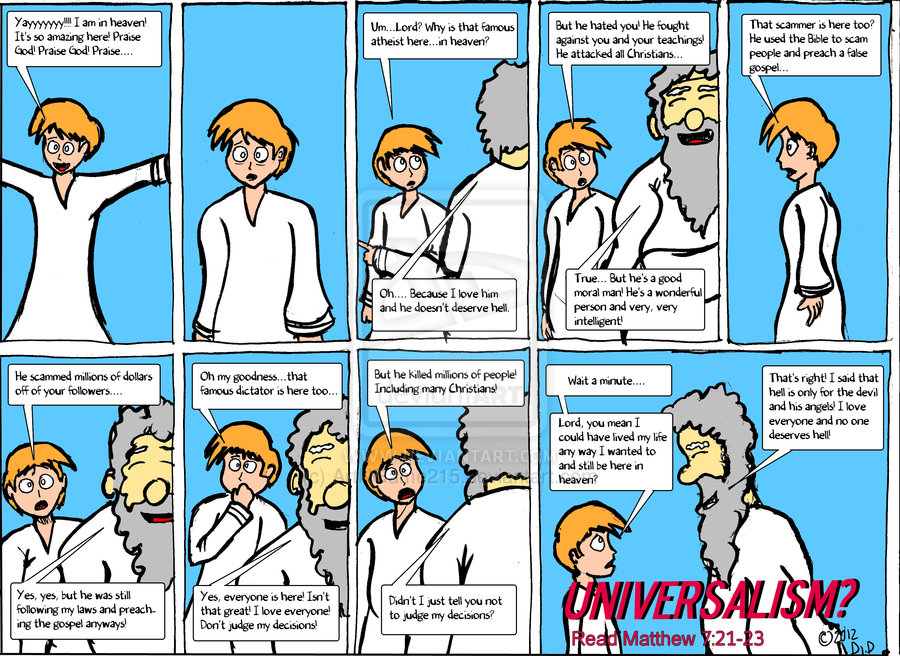 Yayyyyyyy!!!! I am in heaven!
It's so amazing here! Praise
God! Praise God! Praise....
Um...Lord? Why is that famous
atheist here...in heaven?
Oh.... Because I love him
and he doesn't deserve hell.
But he hated you! He fought
against you and your teachings!
He attacked all Christians...
True... But he's a good
moral man! He's a wonderful
person and very, very
intelligent!
That scammer is here too?
He used the Bible to scam
people and preach a false
gospel...
He scammed millions of dollars
off of your followers....
Yes, yes, but he was still
following my laws and preach-
ing the gospel anyways!
Oh my goodness...that
famous dictator is here too...
Yes, everyone is here! Isn't
that great! I love everyone!
Don't judge my decisions!
But he killed millions of people!
Including many Christians!
Didn't I just tell you not
to judge my decisions?
Wait a minute....
Lord, you mean I
could have lived my life
any way I wanted to
and still be here in
heaven?
That's right! I said that
hell is only for the devil
and his angels! I love
everyone and no one
deserves hell!
UNIVERSALISM?
Read Matthew 7:21-23
©2012
D.P
deviantART